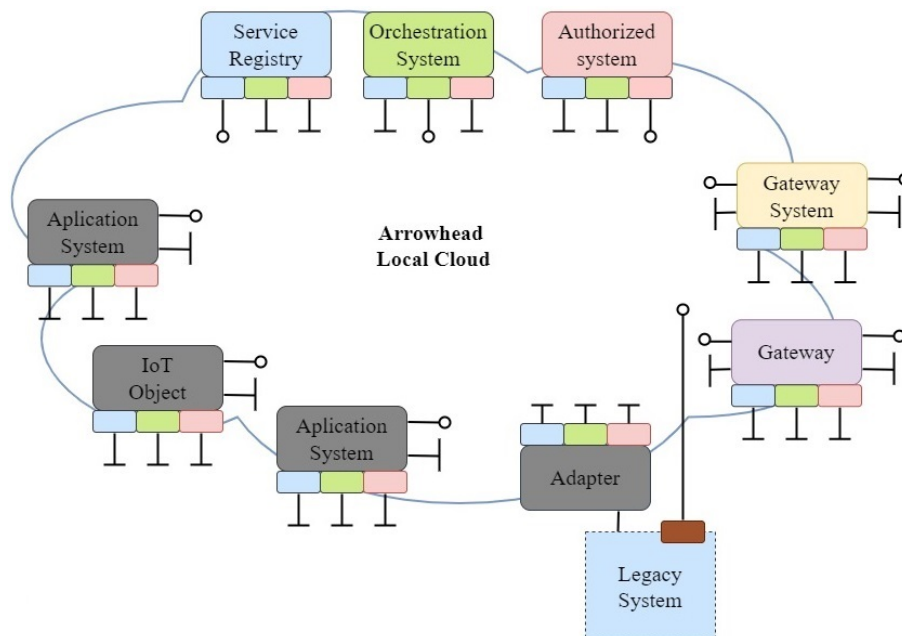 Service
Registry
Orchestration
System
Authorized
system
Gateway
System
Aplication
System
Arrowhead
Local Cloud
Gateway
IoT
Object
Aplication
System
Adapter
Legacy
System